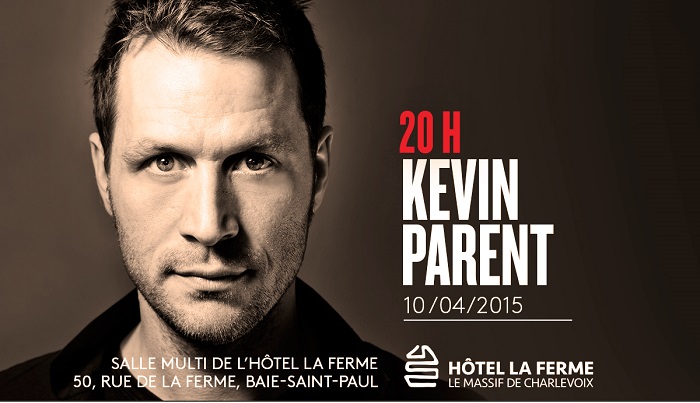 20 H
KEVIN
PARENT
10/04/2015
SALLE MULTI DE L'HÔTEL LA FERME
50, RUE DE LA FERME, BAIE-SAINT-PAUL
HÔTEL LA FERME
LE MASSIF DE CHARLEVOIX